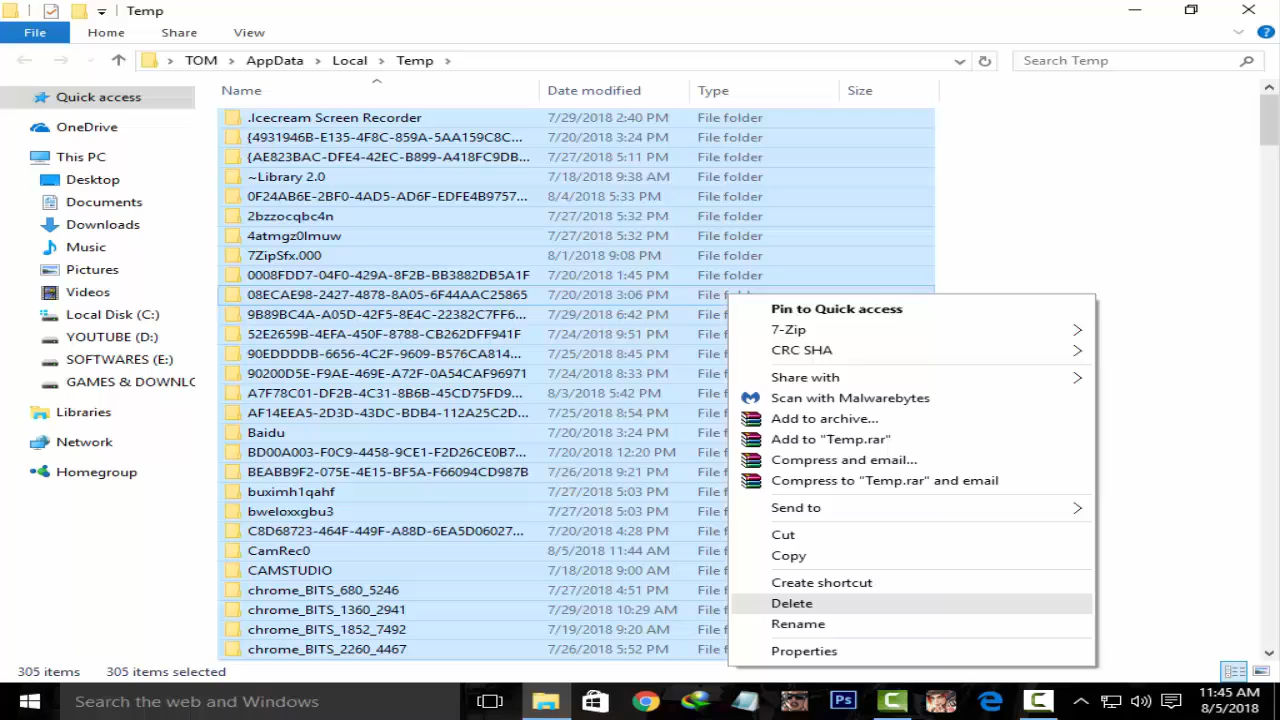 Temp
File Home Share View
TOM AppData Local Temp Search Temp
Name Date modified Type Size
Quick access
OneDrive
This PC
Desktop
Documents
Downloads
Music
Pictures
Videos
Local Disk (C:)
YOUTUBE (D:)
SOFTWARES (E:)
GAMES & DOWNLC
Libraries
Network
Homegroup
.Icecream Screen Recorder 7/29/2018 2:40 PM File folder
{4931946B-E135-4F8C-859A-5AA159C8C... 7/20/2018 3:24 PM File folder
{AE823BAC-DFE4-42EC-B899-A418FC9DB... 7/27/2018 5:11 PM File folder
~Library 2.0 7/18/2018 9:38 AM File folder
0F24AB6E-2BF0-4AD5-AD6F-EDFE4B9757... 8/4/2018 5:33 PM File folder
2bzzocqbc4n 7/27/2018 5:32 PM File folder
4atmgz0lmuw 7/27/2018 5:32 PM File folder
7ZipSfx.000 8/1/2018 9:08 PM File folder
0008FDD7-04F0-429A-8F2B-BB3882DB5A1F 7/20/2018 1:45 PM File folder
08ECAE98-2427-4878-8A05-6F44AAC25865 7/20/2018 3:06 PM File f
9B89BC4A-A05D-42F5-8E4C-22382C7FF6... 7/29/2018 6:42 PM File f
52E2659B-4EFA-450F-8788-CB262DFF941F 7/24/2018 9:51 PM File f
90EDDDDB-6656-4C2F-9609-B576CA814... 7/25/2018 8:45 PM File f
90200D5E-F9AE-469E-A72F-0A54CAF96971 7/24/2018 8:33 PM File f
A7F78C01-DF2B-4C31-8B6B-45CD75FD9... 8/3/2018 5:42 PM File f
AF14EEA5-2D3D-43DC-BDB4-112A25C2D... 7/25/2018 8:54 PM File f
Baidu 7/20/2018 3:24 PM File f
BD00A003-F0C9-4458-9CE1-F2D26CE0B7 7/20/2018 12:20 PM File f
BEABB9F2-075E-4E15-BF5A-F66094CD987B 7/26/2018 9:21 PM File f
buximh1qahf 7/27/2018 5:03 PM File f
bweloxxgbu3 7/27/2018 5:03 PM File f
C8D68723-464F-449F-A88D-6EA5D06027... 7/20/2018 4:28 PM File f
CamRec0 8/5/2018 11:44 AM File f
CAMSTUDIO 7/18/2018 9:00 AM File f
chrome_BITS_680_5246 7/27/2018 4:51 PM File f
chrome_BITS_1360_2941 7/29/2018 10:29 AM File f
chrome_BITS_1852_7492 7/19/2018 9:20 AM File f
chrome_BITS_2260_4467 7/26/2018 5:52 PM File f
Pin to Quick access
7-Zip
CRC SHA
Share with
Scan with Malwarebytes
Add to archive...
Add to "Temp.rar"
Compress and email...
Compress to "Temp.rar" and email
Send to
Cut
Copy
Create shortcut
Delete
Rename
Properties
305 items 305 items selected
Search the web and Windows
Ps
11:45 AM
8/5/2018